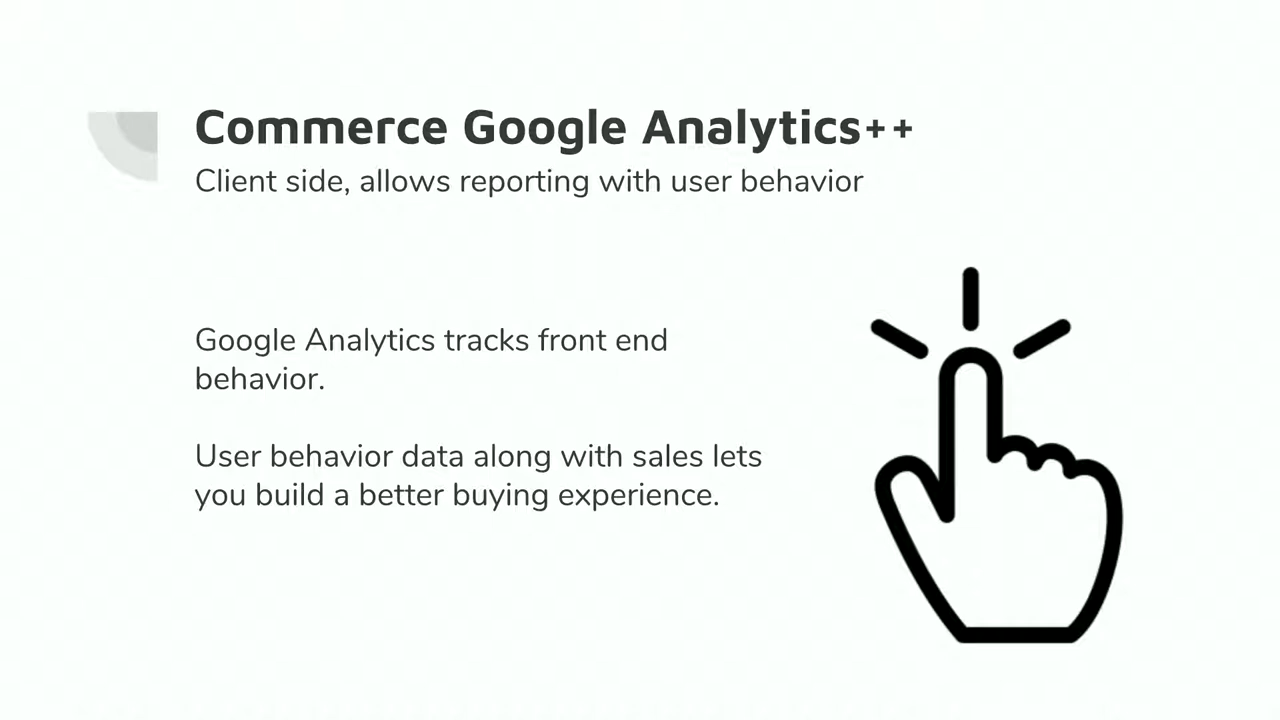 Commerce Google Analytics++
Client side, allows reporting with user behavior
Google Analytics tracks front end
behavior.
User behavior data along with sales lets
you build a better buying experience.